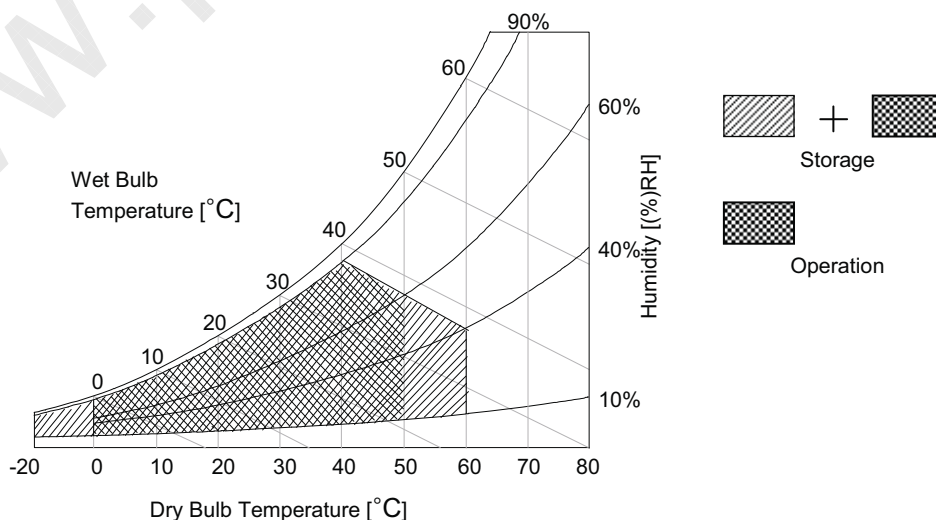 w.
90%
60
60%
50
Wet Bulb
Temperature [°C]
Storage
40
40%
Humidity [(%)RH]
30
Operation
20
10
0
10%
-20 0 10 20 30 40 50 60 70 80
Dry Bulb Temperature [°C]